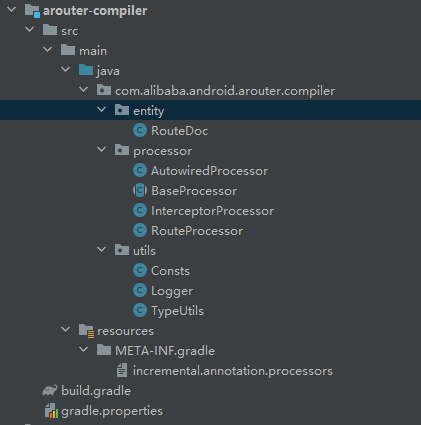 arouter-compiler
src
main
java
com.alibaba.android.arouter.compiler
entity
RouteDoc
processor
AutowiredProcessor
BaseProcessor
InterceptorProcessor
RouteProcessor
utils
Consts
Logger
TypeUtils
resources
META-INF.gradle
incremental.annotation.processors
build.gradle
gradle.properties